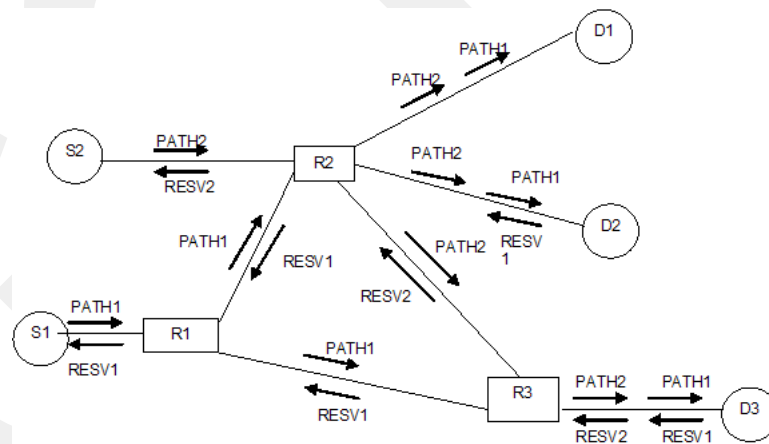 D1
PATH1
PATH2
PATH2
S2
R2
PATH2
RESV2
PATH1
D2
RESV
1
PATH1
RESV1
PATH2
RESV2
PATH1
S1
R1
RESV1
PATH1
RESV1
R3
PATH2
PATH1
D3
RESV2
RESV1